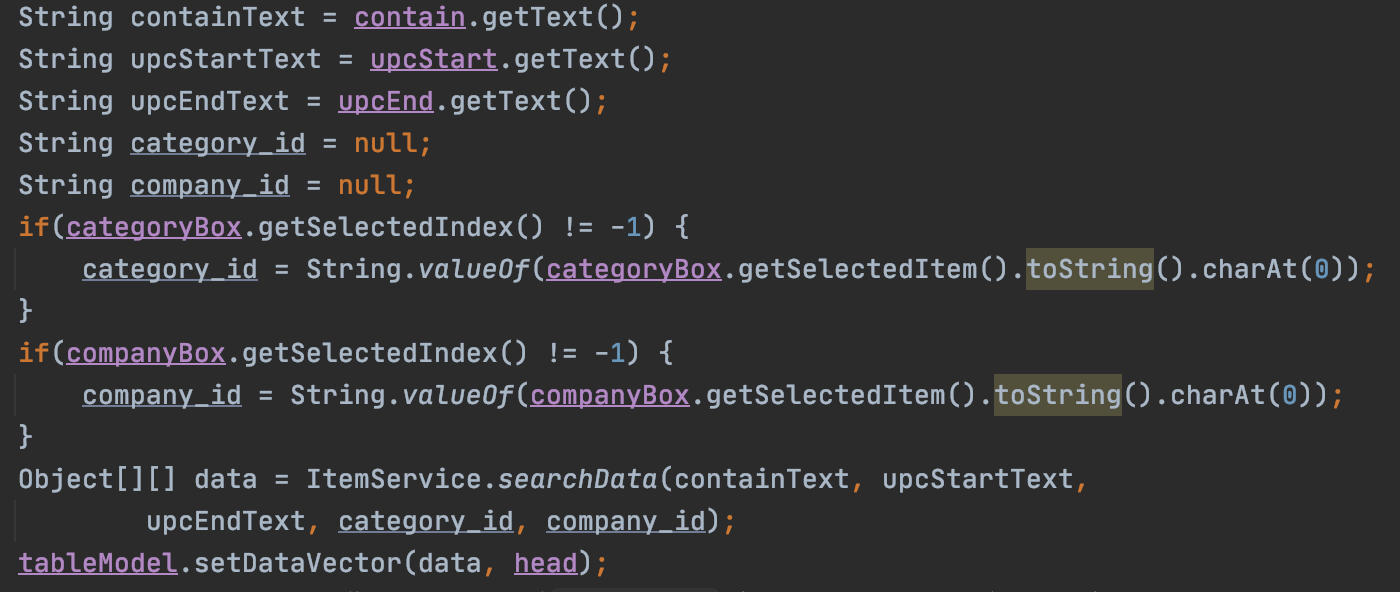 String containText = contain.getText();
String upcStartText = upcStart.getText();
String upcEndText = upcEnd.getText();
String category_id = null;
String company_id = null;
if(categoryBox.getSelectedIndex() != -1) {
    category_id = String.valueOf(categoryBox.getSelectedItem().toString().charAt(0));
}
if(companyBox.getSelectedIndex() != -1) {
    company_id = String.valueOf(companyBox.getSelectedItem().toString().charAt(0));
}
Object[][] data = ItemService.searchData(containText, upcStartText,
        upcEndText, category_id, company_id);
tableModel.setDataVector(data, head);